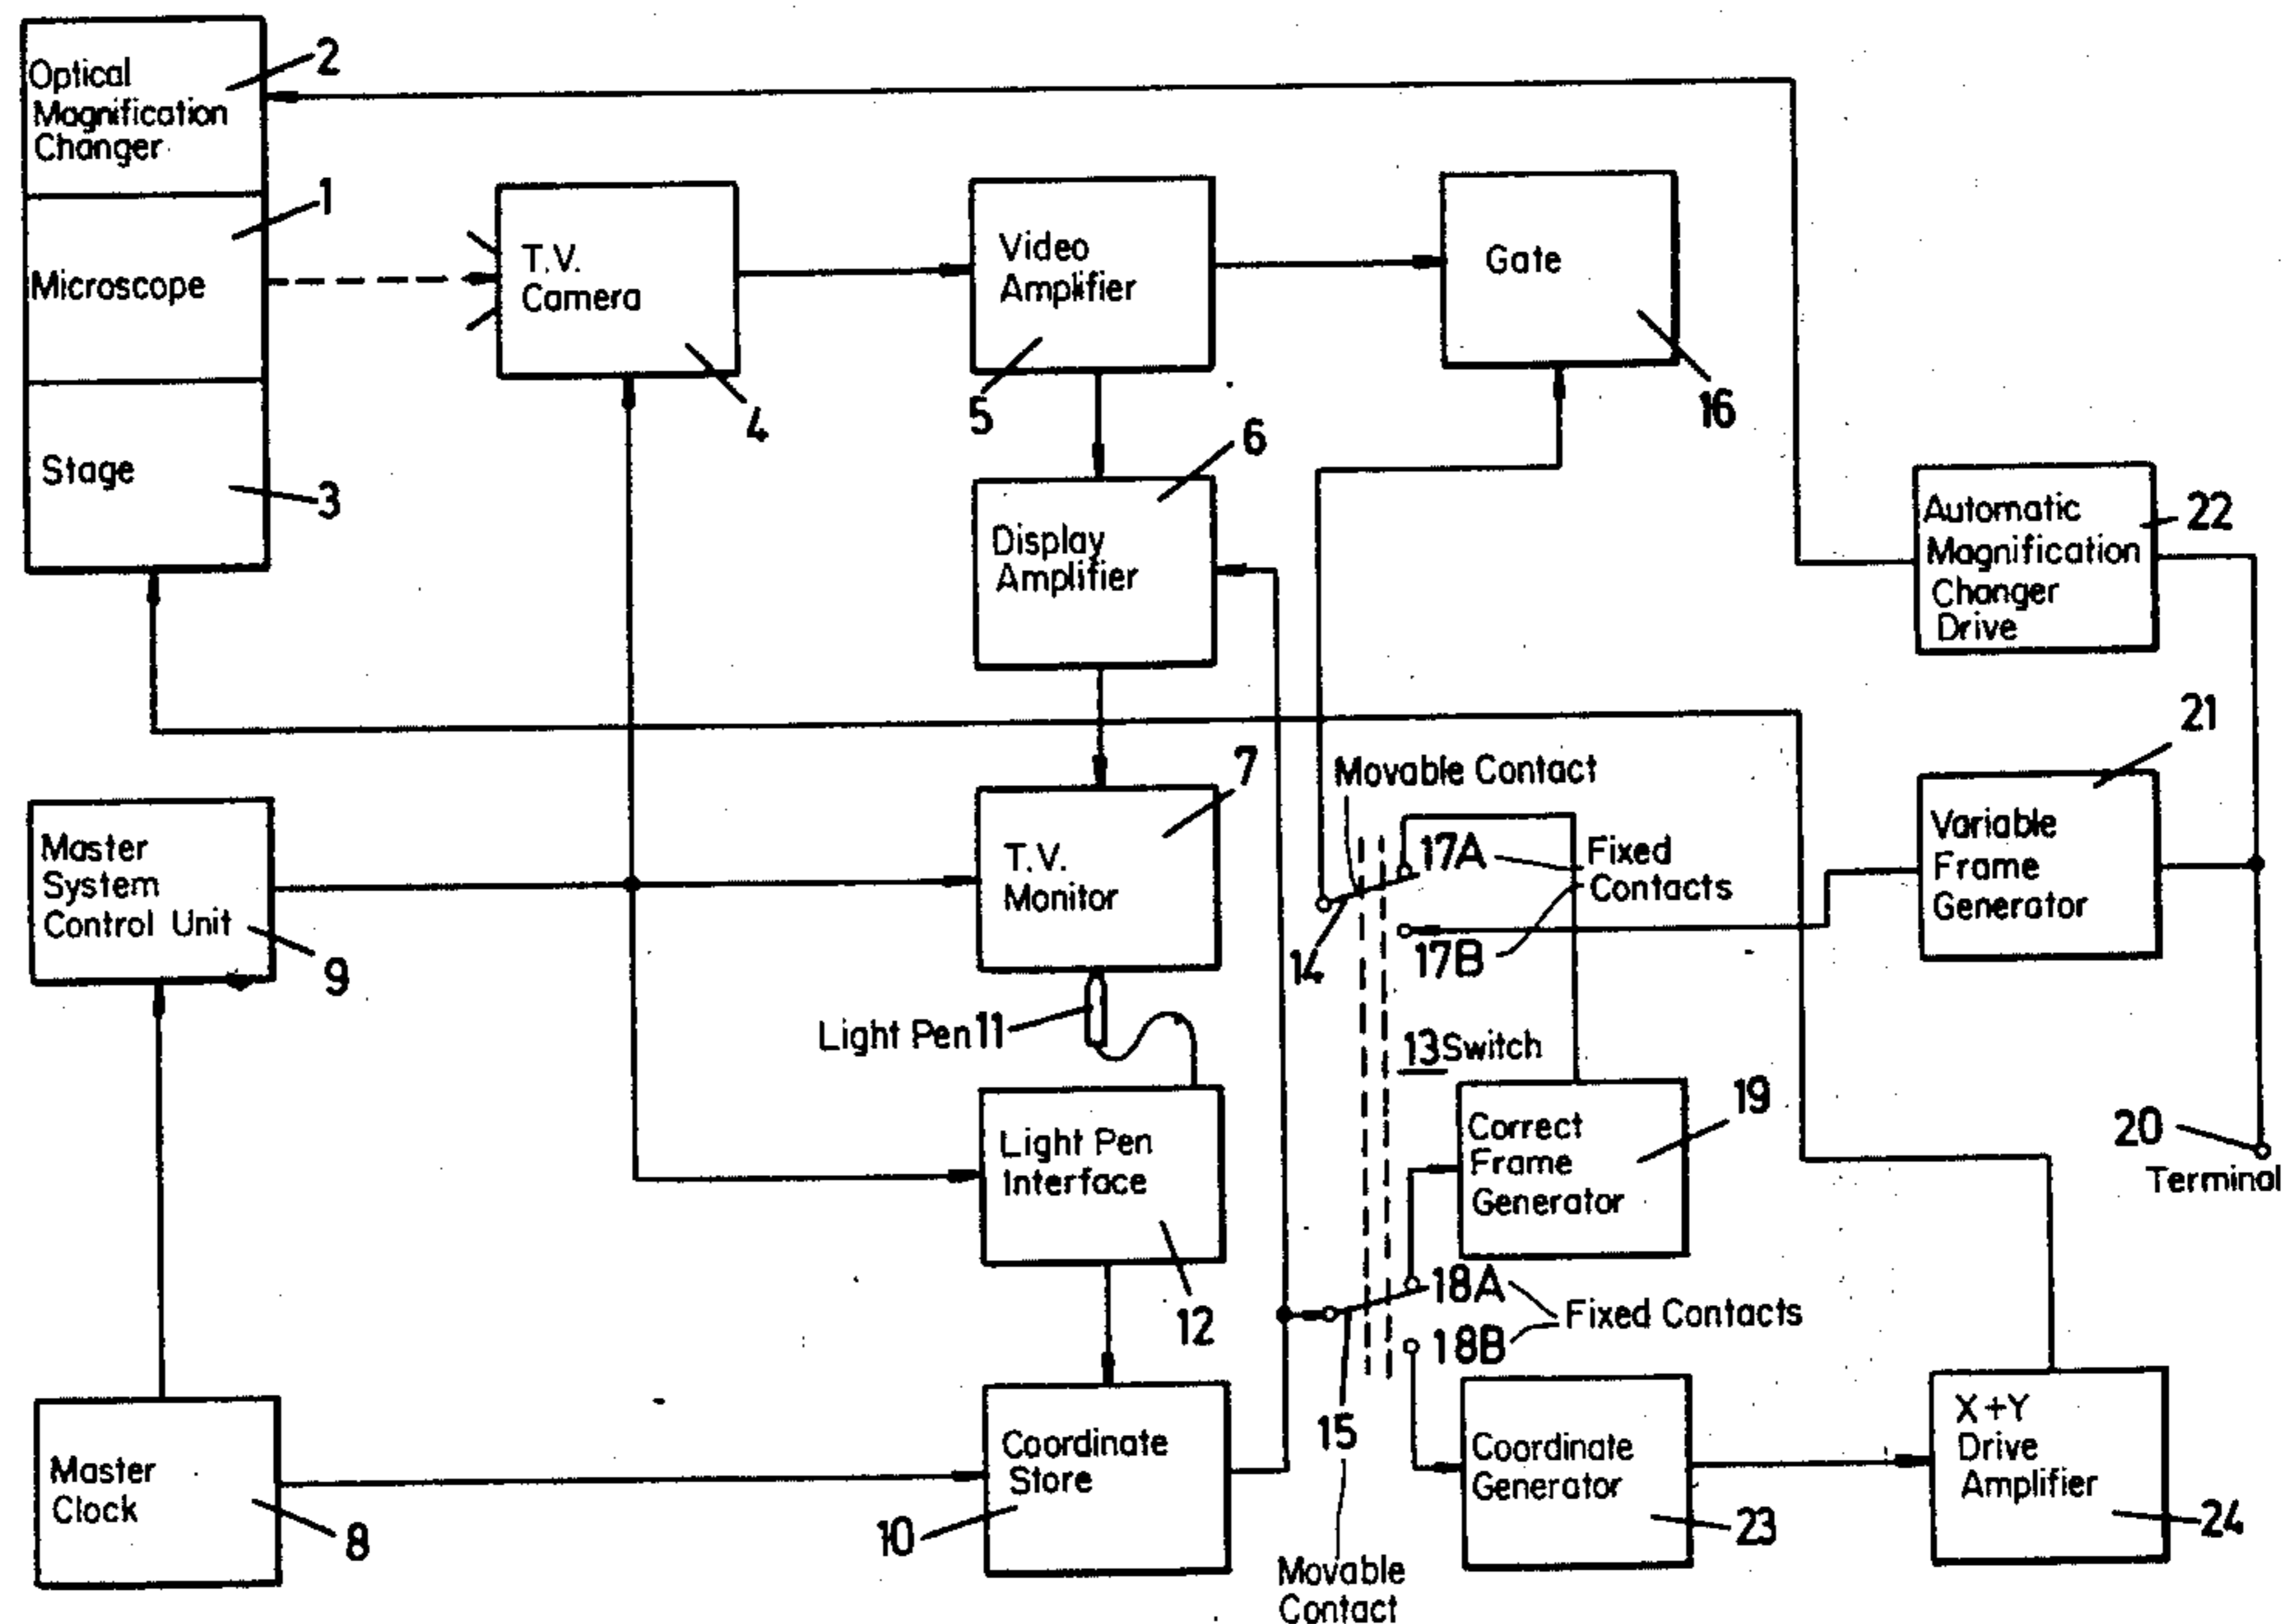 Optical
Magnification
Changer
2
Microscope
1
Stage
3
T.V.
Camera
4
Video
Amplifier
5
Gate
16
Display
Amplifier
6
Automatic
Magnification
Changer
Drive
22
Master
System
Control Unit
9
T.V.
Monitor
7
Movable Contact
14
17A
17B
Fixed
Contacts
Variable
Frame
Generator
21
Light Pen 11
13 Switch
Light Pen
Interface
12
Correct
Frame
Generator
19
20
Terminal
18A
18B
Fixed Contacts
Master
Clock
8
Coordinate
Store
10
15
Movable
Contact
Coordinate
Generator
23
X+Y
Drive
Amplifier
24